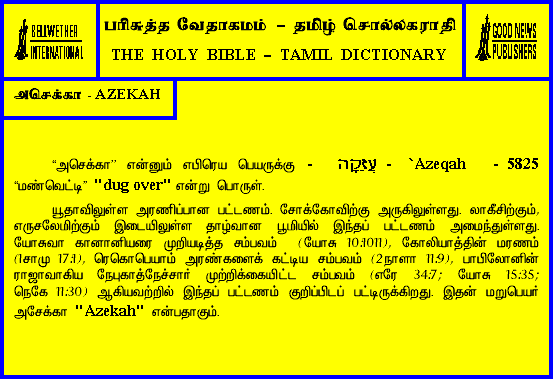 BELLWETHER
INTERNATIONAL
பரிசுத்த வேதாகமம் – தமிழ் சொல்லகராதி
THE HOLY BIBLE – TAMIL DICTIONARY
GOOD NEWS
PUBLISHERS
அசெக்கா - AZEKAH
“அசெக்கா” என்னும் எபிரெய பெயருக்கு - עֲזֵקָה - `Azeqah - 5825
“மண்வெட்டி” "dug over" என்று பொருள்.
யூதாவிலுள்ள அரணிப்பான பட்டணம். சோக்கோவிற்கு அருகிலுள்ளது. லாகீசிற்கும்,
எருசலேமிற்கும் இடையிலுள்ள தாழ்வான பூமியில் இந்தப் பட்டணம் அமைந்துள்ளது.
யோசுவா கானானியரை முறியடித்த சம்பவம் (யோசு 10:1011), கோலியாத்தின் மரணம்
(1சாமு 17:1), ரெகொபெயாம் அரண்களைக் கட்டிய சம்பவம் (2நாளா 11:9), பாபிலோனின்
ராஜாவாகிய நேபுகாத்நேச்சார் முற்றிக்கையிட்ட சம்பவம் (எரே 34:7; யோசு 15:35;
நெகே 11:30) ஆகியவற்றில் இந்தப் பட்டணம் குறிப்பிடப் பட்டிருக்கிறது. இதன் மறுபெயர்
அசேக்கா "Azekah" என்பதாகும்.